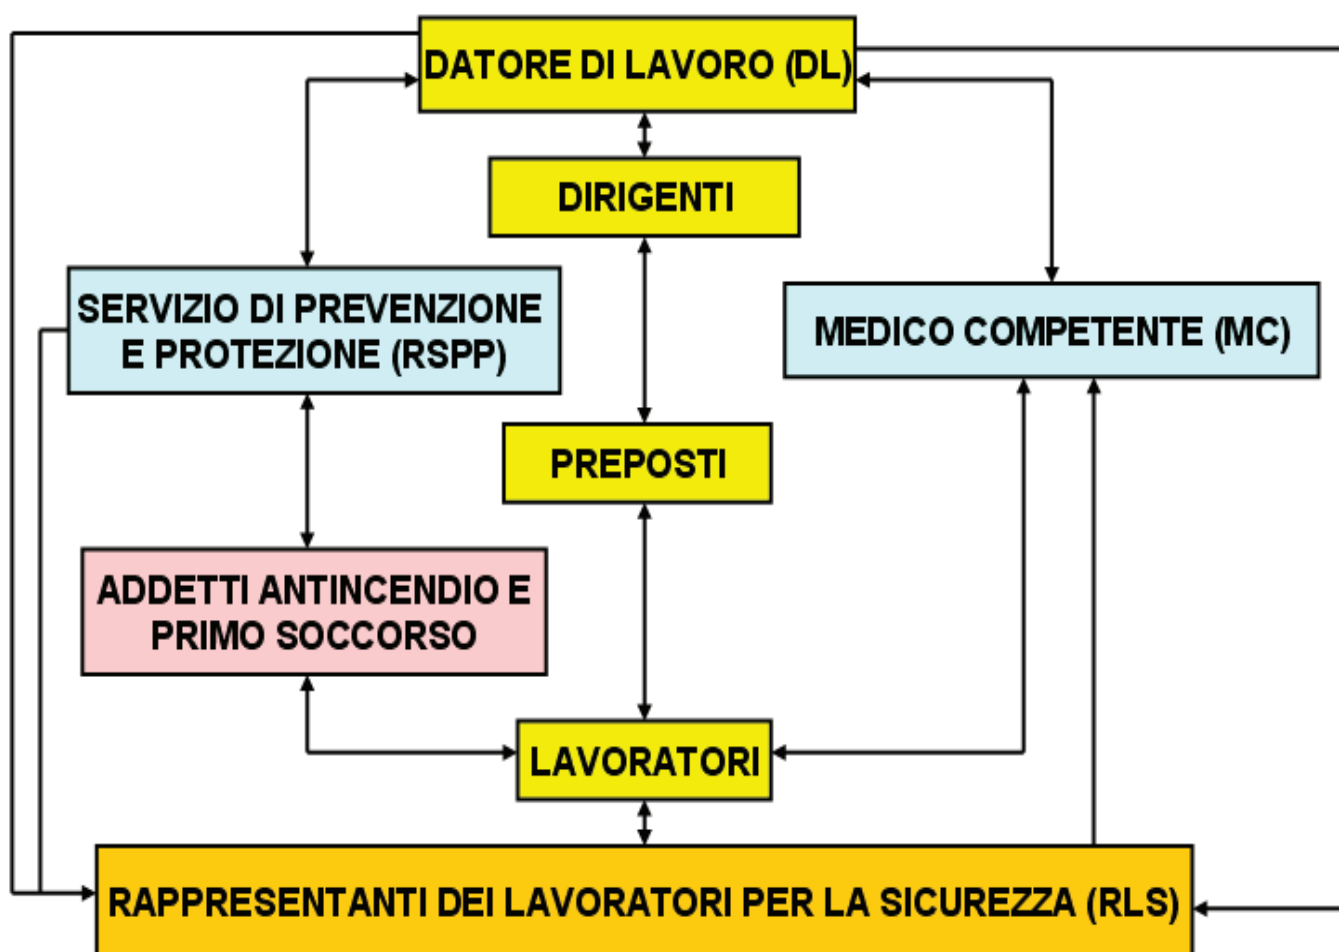 DATORE DI LAVORO (DL)
DIRIGENTI
SERVIZIO DI PREVENZIONE
E PROTEZIONE (RSPP)
MEDICO COMPETENTE (MC)
PREPOSTI
ADDETTI ANTINCENDIO E
PRIMO SOCCORSO
LAVORATORI
RAPPRESENTANTI DEI LAVORATORI PER LA SICUREZZA (RLS)